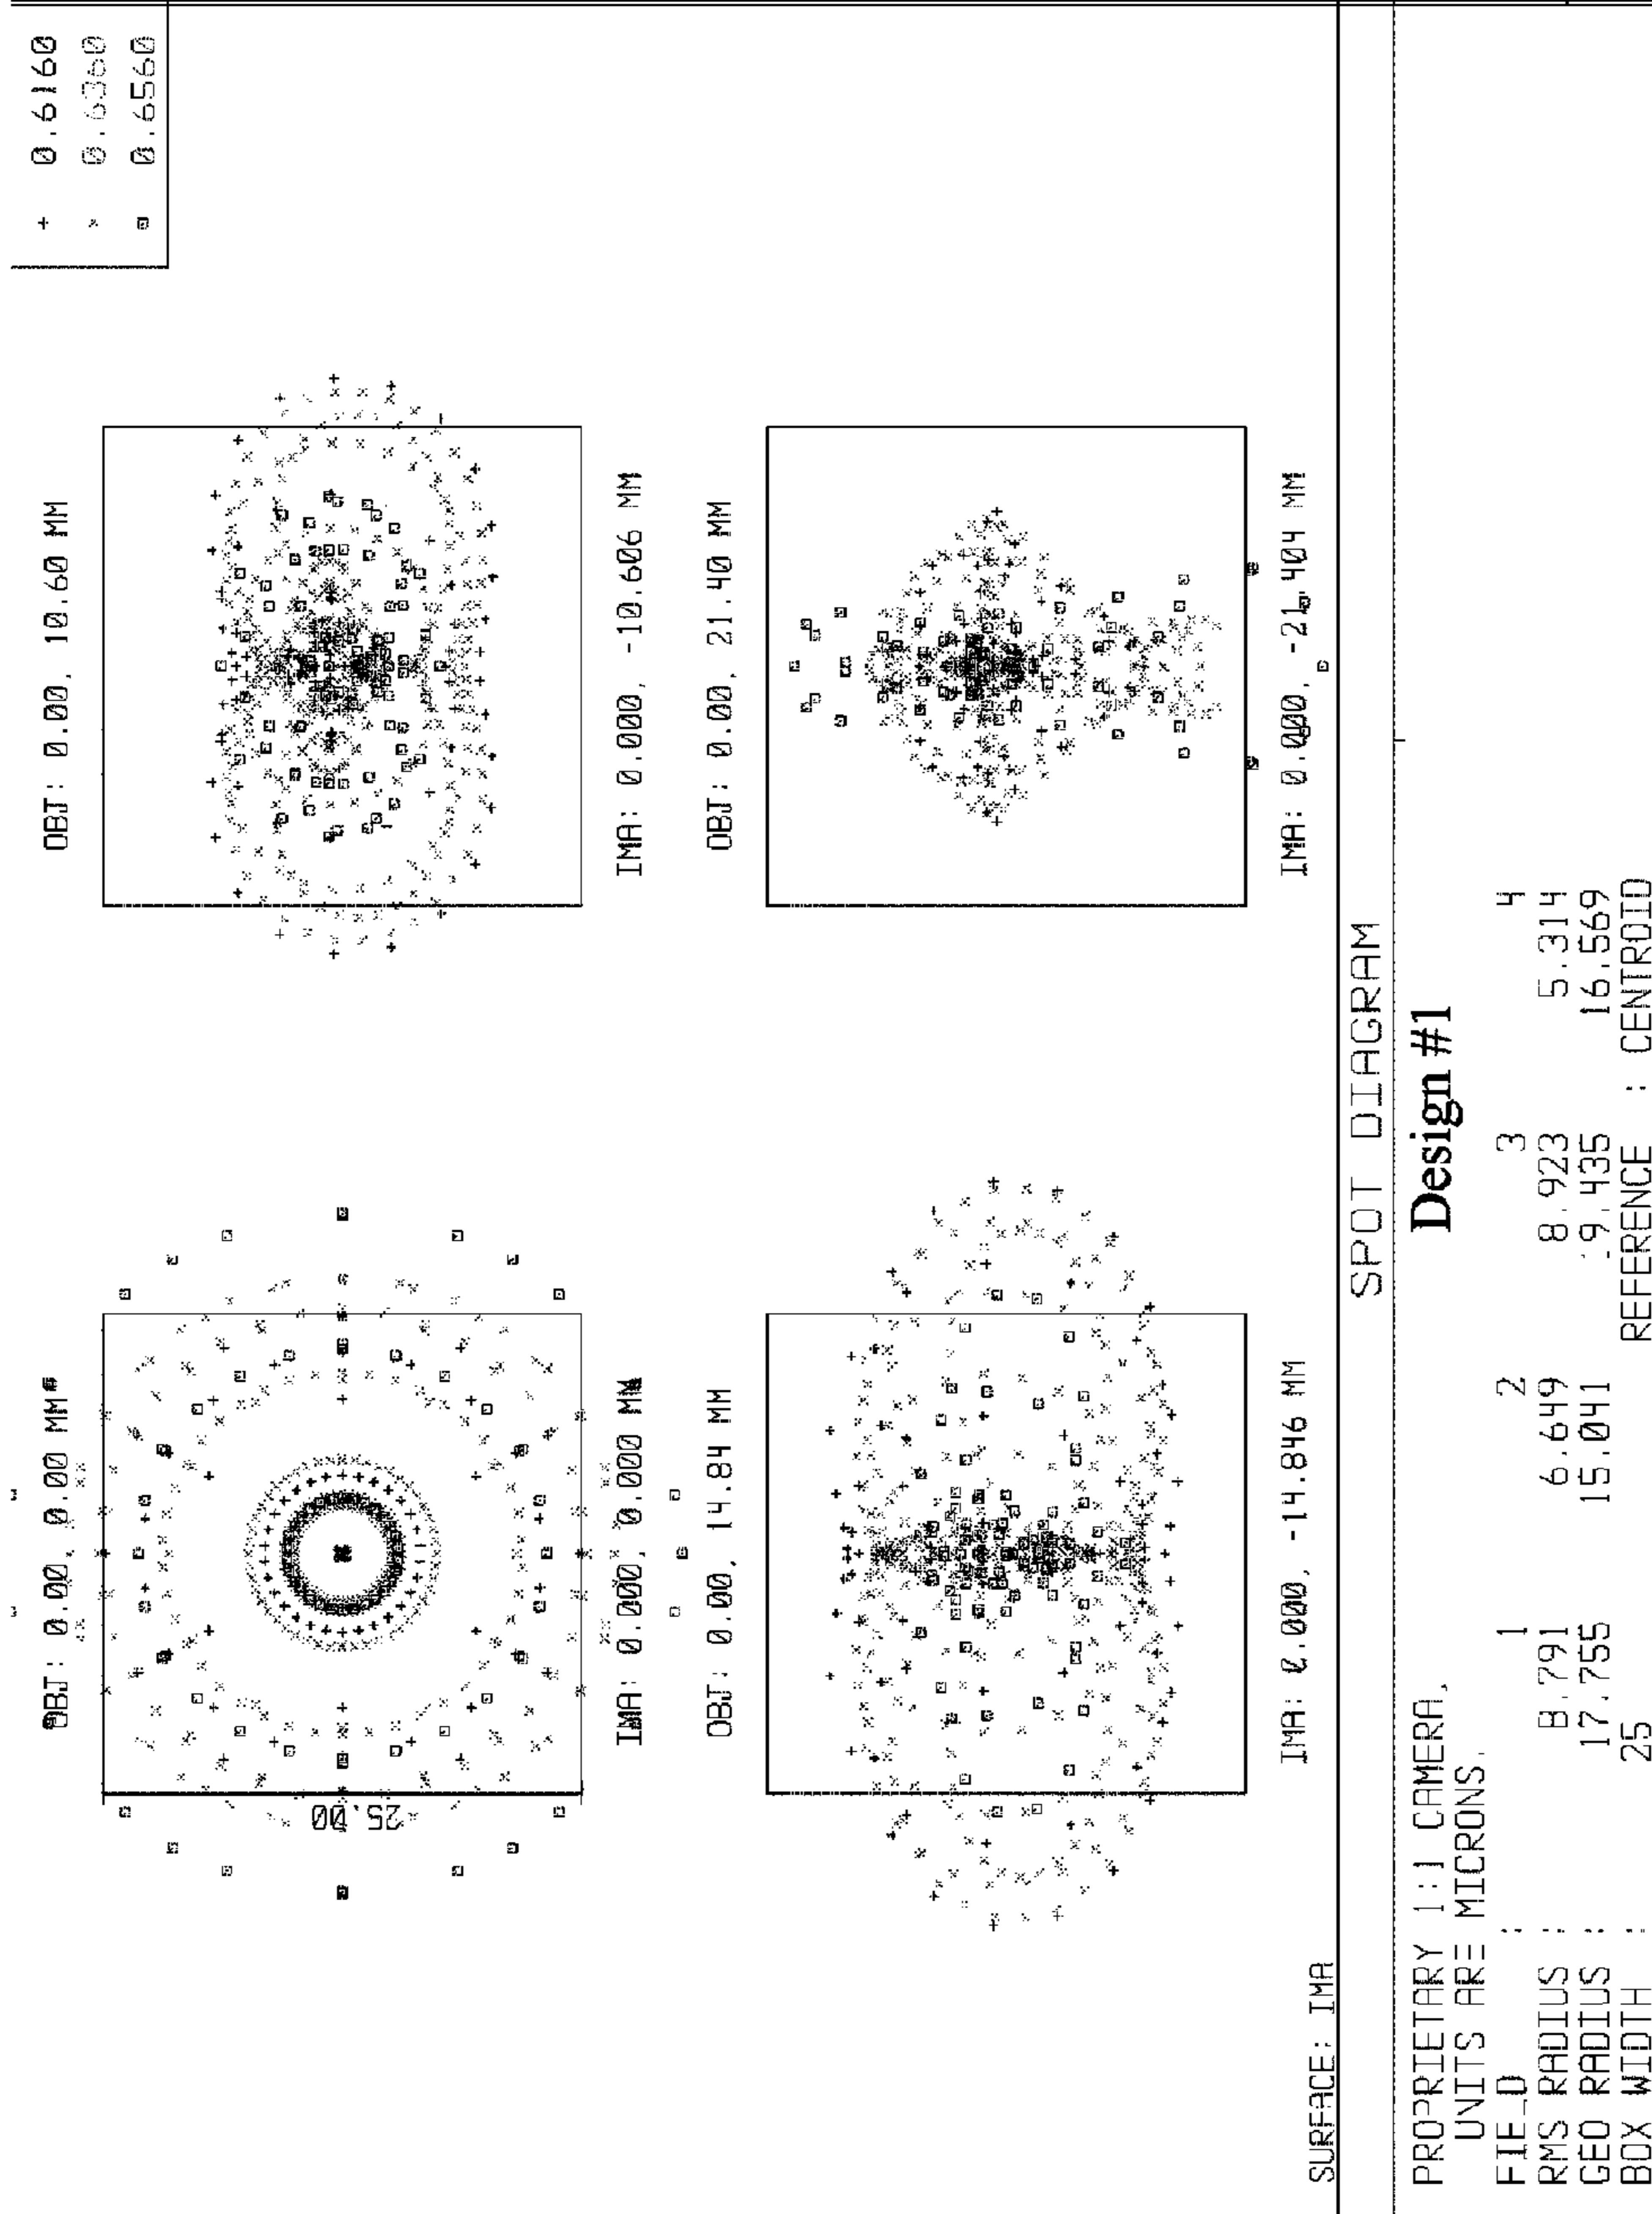 + 0.6160
× 0.6360
0.6560
OBJ: 0.00, 0.00 MM
OBJ: 0.00, 10.60 MM
25.00
IMA: 0.000, 0.000 MM
IMA: 0.000, -10.606 MM
OBJ: 0.00, 14.84 MM
OBJ: 0.00, 21.40 MM
IMA: 0.000, -14.846 MM
IMA: 0.000, -21.404 MM
SURFACE: IMA
SPOT DIAGRAM
Design #1
PROPRIETARY 1:1 CAMERA.
UNITS ARE MICRONS.
FIELD : 1 2 3 4
RMS RADIUS : 8.791 6.649 8.923 5.314
GEO RADIUS : 17.755 15.041 9.435 16.569
BOX WIDTH : 25 REFERENCE : CENTROID